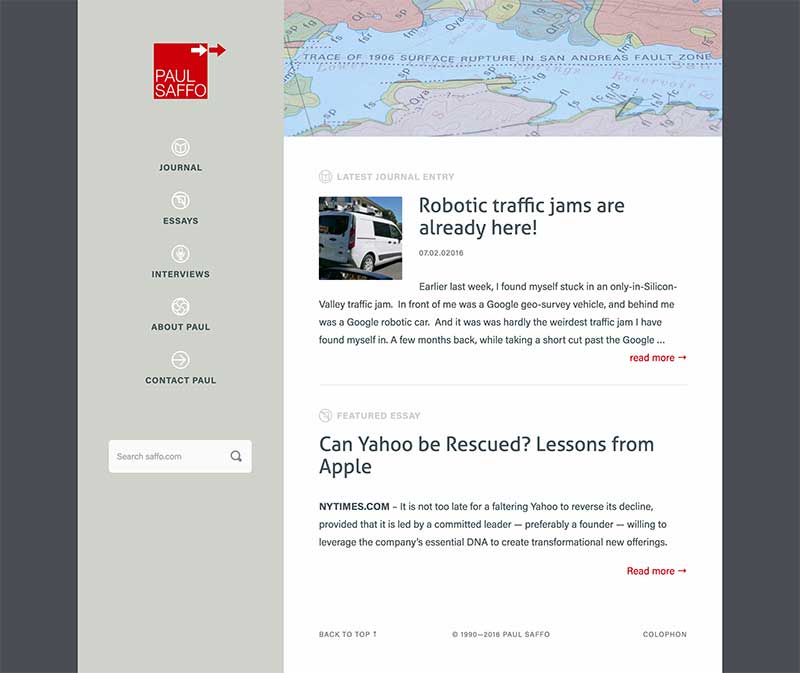 PAUL
SAFFO
JOURNAL
ESSAYS
INTERVIEWS
ABOUT PAUL
CONTACT PAUL
Search saffo.com
TRACE OF 1906 SURFACE RUPTURE IN SAN ANDREAS FAULT ZONE
Lower
Springs
Reservoir
LATEST JOURNAL ENTRY
Robotic traffic jams are
already here!
07.02.02016
Earlier last week, I found myself stuck in an only-in-Silicon-
Valley traffic jam. In front of me was a Google geo-survey vehicle, and behind me
was a Google robotic car. And it was was hardly the weirdest traffic jam I have
found myself in. A few months back, while taking a short cut past the Google ...
read more →
FEATURED ESSAY
Can Yahoo be Rescued? Lessons from
Apple
NYTIMES.COM – It is not too late for a faltering Yahoo to reverse its decline,
provided that it is led by a committed leader — preferably a founder — willing to
leverage the company's essential DNA to create transformational new offerings.
Read more →
BACK TO TOP ↑
© 1990—2016 PAUL SAFFO
COLOPHON